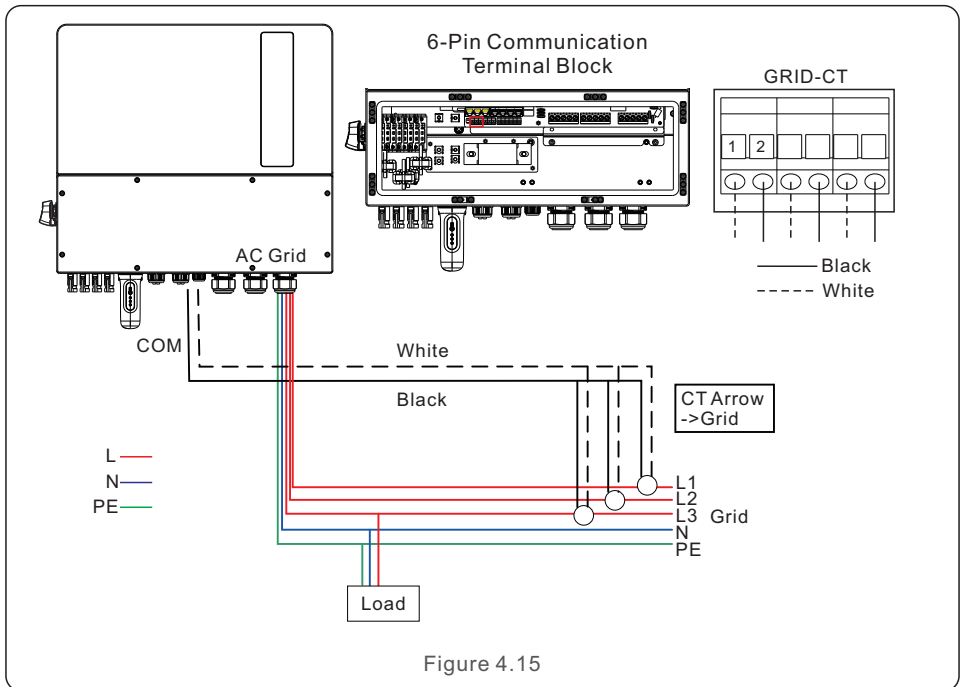 6-Pin Communication
Terminal Block
GRID-CT
1 2
Black
White
AC Grid
COM
White
Black
CT Arrow
->Grid
L
N
PE
L1
L2
L3 Grid
N
PE
Load
Figure 4.15